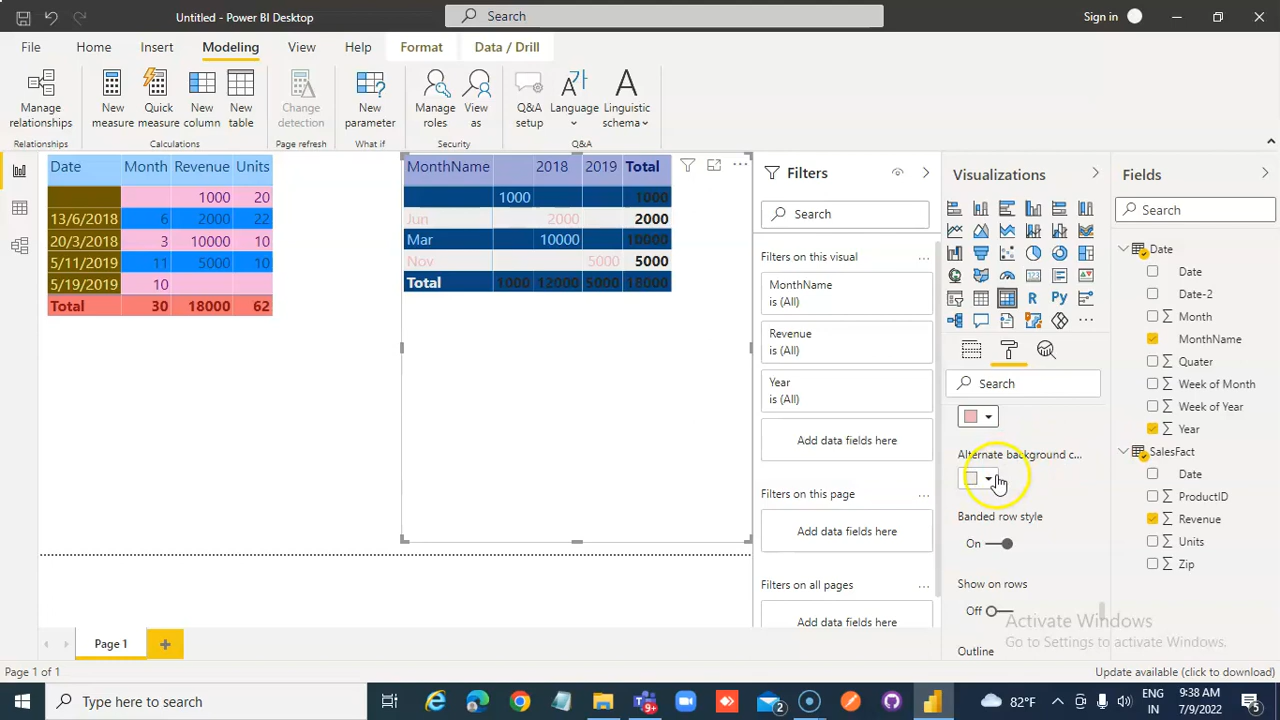 Untitled - Power BI Desktop
Search
Sign in
File
Home
Insert
Modeling
View
Help
Format
Data / Drill
Manage relationships
New measure
Quick measure
New column
New table
Change detection
New parameter
Manage roles
View as
Q&A setup
Language
Linguistic schema
Relationships
Calculations
Page refresh
What if
Security
Q&A
Date Month Revenue Units
1000 20
13/6/2018 6 2000 22
20/3/2018 3 10000 10
5/11/2019 11 5000 10
5/19/2019 10
Total 30 18000 62
MonthName 2018 2019 Total
1000 1000
Jun 2000 2000
Mar 10000 10000
Nov 5000 5000
Total 1000 12000 5000 18000
Filters
Search
Filters on this visual
MonthName
is (All)
Revenue
is (All)
Year
is (All)
Add data fields here
Filters on this page
Add data fields here
Filters on all pages
Add data fields here
Visualizations
R
Py
Search
Alternate background c...
Banded row style
On
Show on rows
Off
Outline
Fields
Search
Date
Date
Date-2
Month
MonthName
Quater
Week of Month
Week of Year
Year
SalesFact
Date
ProductID
Revenue
Units
Zip
Activate Windows
Go to Settings to activate Windows.
Page 1
Page 1 of 1
Update available (click to download)
Type here to search
9+
2
82°F
ENG
IN
9:38 AM
7/9/2022
5